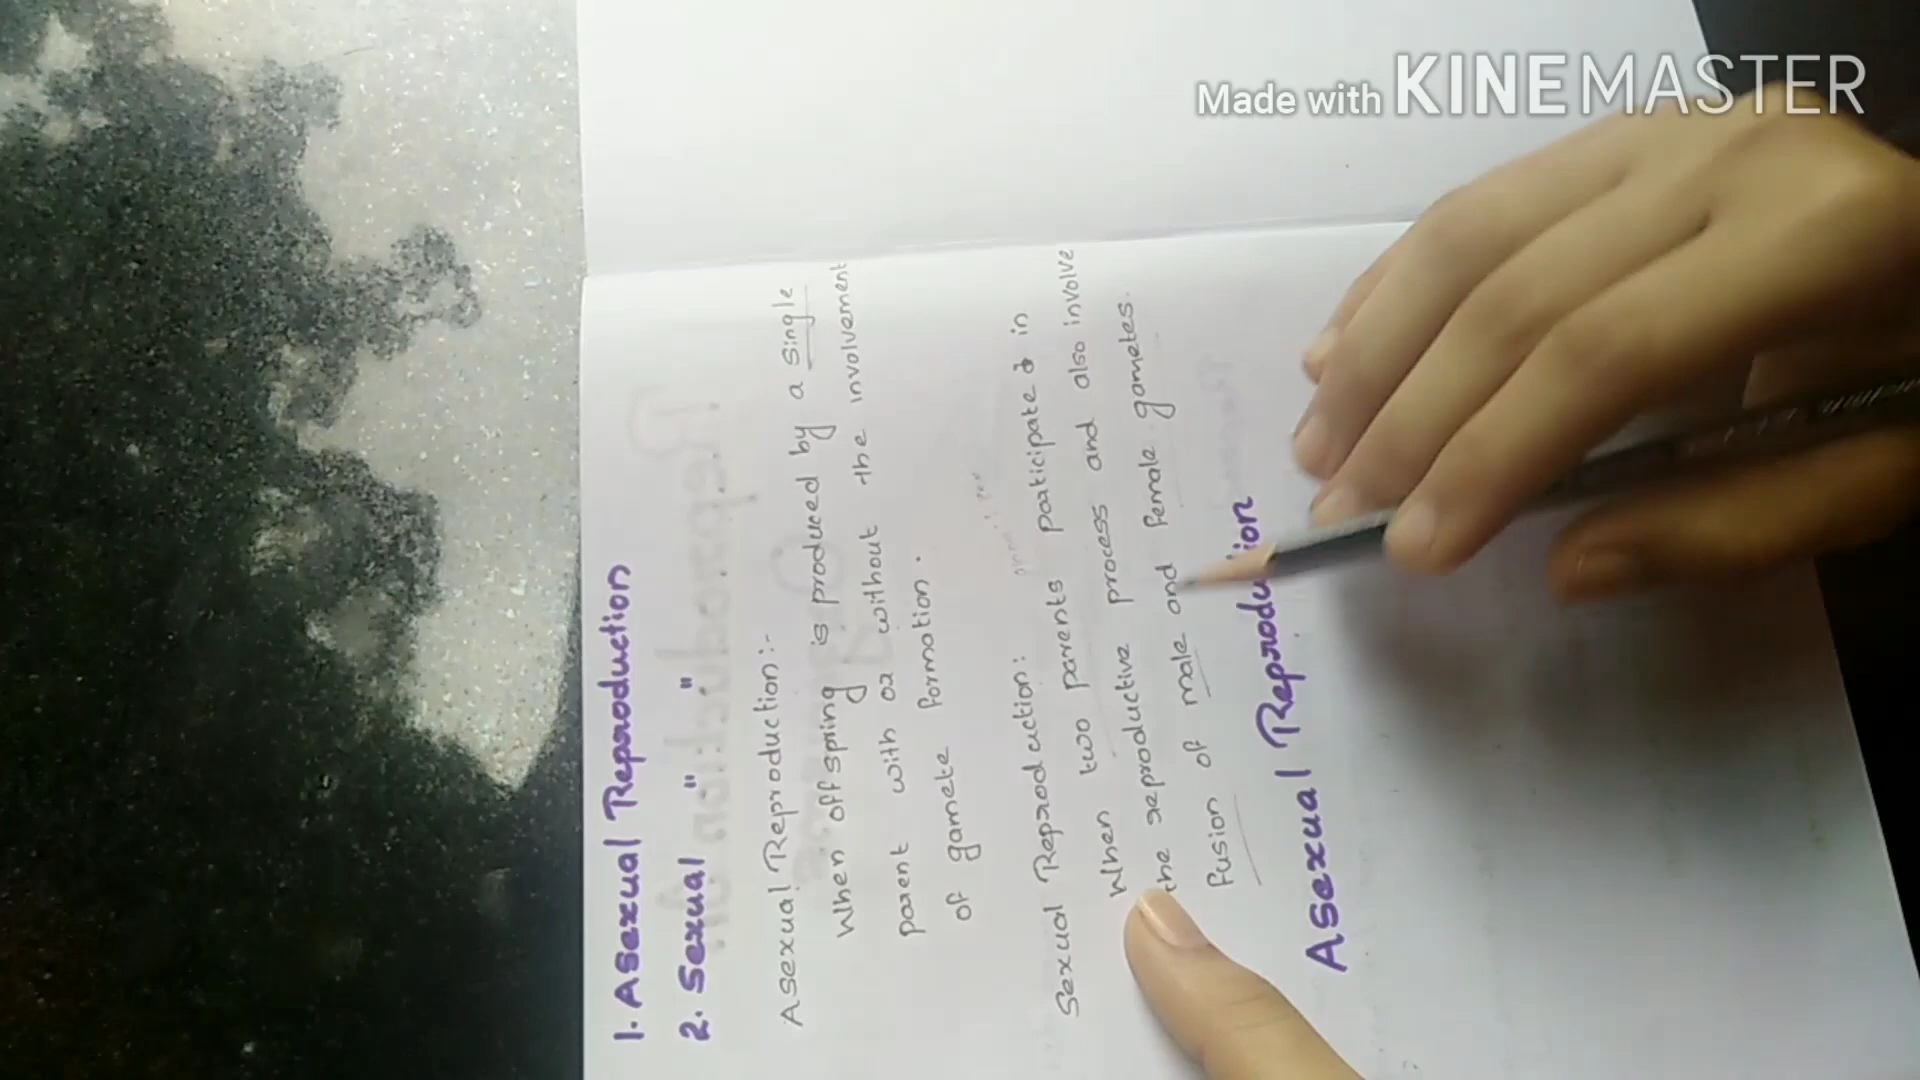 Made with KINEMASTER
1. Asexual Reproduction
2. Sexual " "
Asexual Reproduction:-
When offspring is produced by a single
parent with or without the involvement
of gamete formation.
Sexual Reproduction:
When two parents participate in
the reproductive process and also involve
fusion of male and female gametes.
Asexual Reproduction